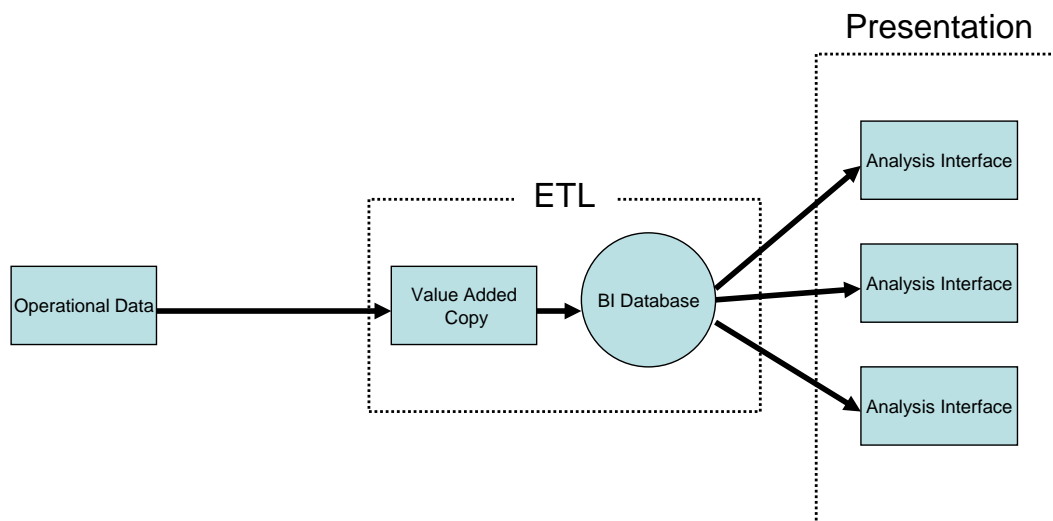 Presentation
Analysis Interface
ETL
Operational Data
Value Added
Copy
BI Database
Analysis Interface
Analysis Interface